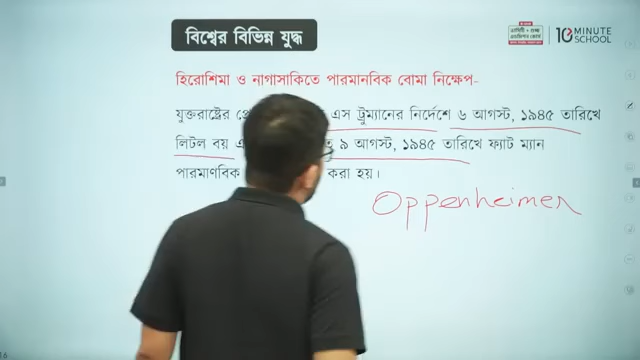 বিশ্বের বিভিন্ন যুদ্ধ
10 MINUTE SCHOOL
হিরোশিমা ও নাগাসাকিতে পারমানবিক বোমা নিক্ষেপ-
যুক্তরাষ্ট্রের এস ট্রুম্যানের নির্দেশে ৬ আগস্ট, ১৯৪৫ তারিখে
লিটল বয় ৯ আগস্ট, ১৯৪৫ তারিখে ফ্যাট ম্যান
পারমাণবিক করা হয়।
Oppenheimer